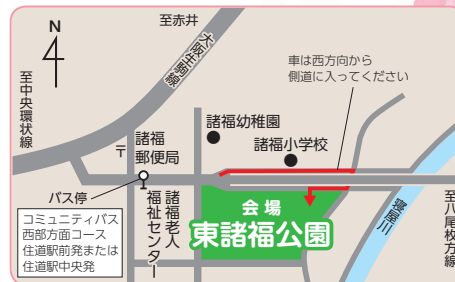 至赤井
N
大阪生駒線
至中央環状線
車は西方向から
側道に入ってください
諸福幼稚園
諸福
郵便局
〒
諸福小学校
バス停
コミュニティバス
西部方面コース
住道駅前発または
住道駅中央発
諸福老人
福祉センター
会場
東諸福公園
寝屋川
至八尾枚方線